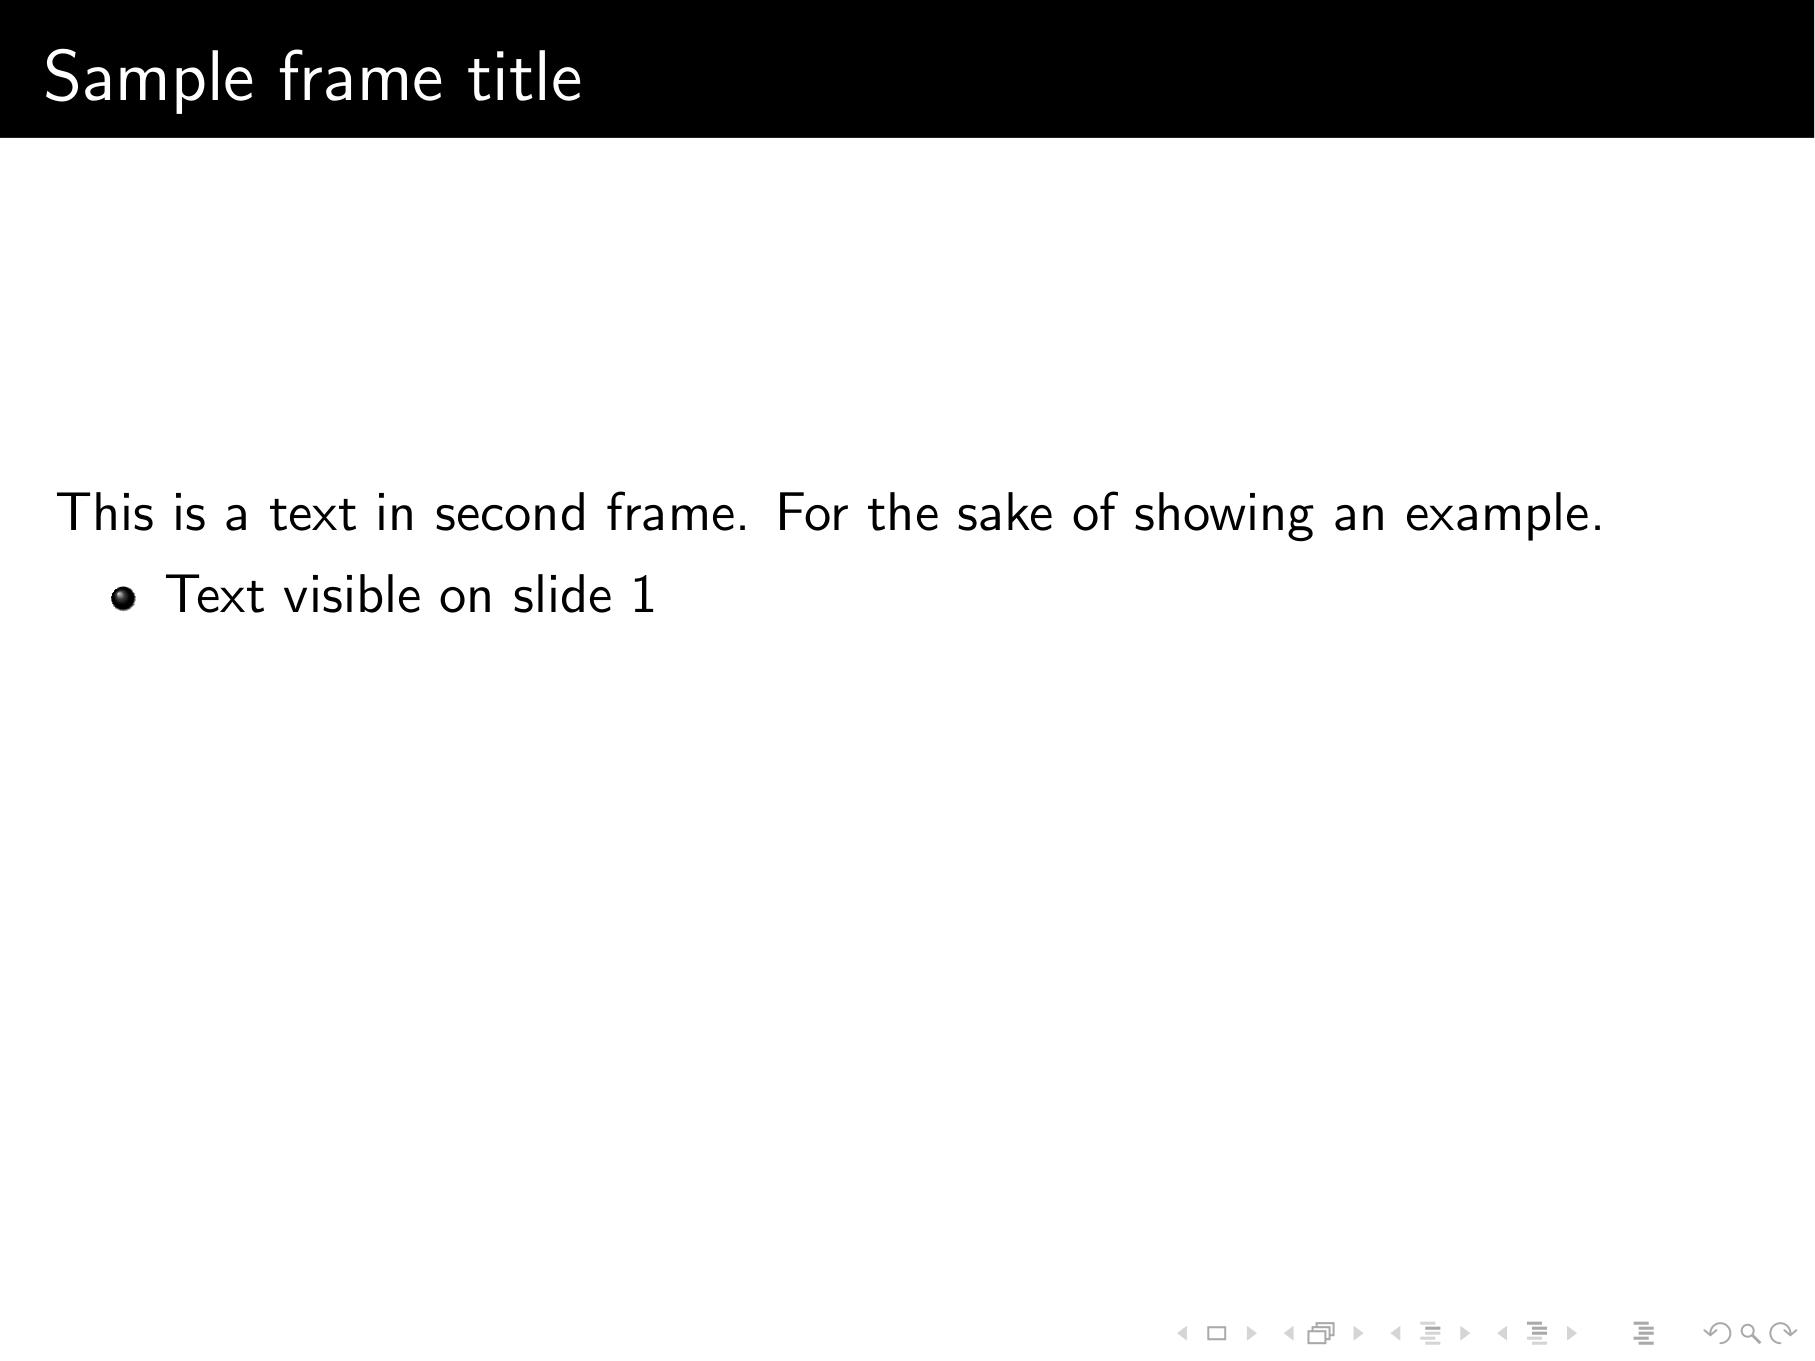 Sample frame title
This is a text in second frame. For the sake of showing an example.
Text visible on slide 1